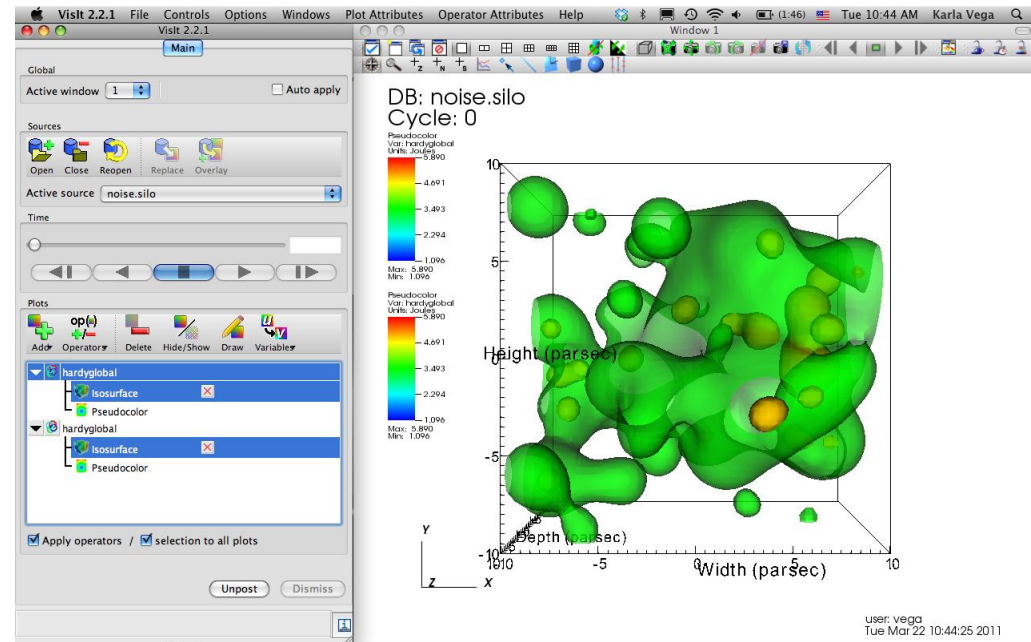 VisIt 2.2.1 File Controls Options Windows Plot Attributes Operator Attributes Help (1:46) Tue 10:44 AM Karla Vega
VisIt 2.2.1
Main
Global
Active window 1 Auto apply
Sources
Open Close Reopen Replace Overlay
Active source noise.silo
Time
Plots
op(i)
Add Operators Delete Hide/Show Draw Variables
hardyglobal
Isosurface
Pseudocolor
hardyglobal
Isosurface
Pseudocolor
Apply operators / selection to all plots
Unpost Dismiss
Window 1
DB: noise.silo
Cycle: 0
Pseudocolor
Var: hardyglobal
Units: Joules
5.890
4.691
3.493
2.294
1.096
Max: 5.890
Min: 1.096
Pseudocolor
Var: hardyglobal
Units: Joules
5.890
4.691
3.493
2.294
1.096
Max: 5.890
Min: 1.096
10
5
Height (parsec)
0
-5
-10
Depth (parsec)
-5
0
5
10
Width (parsec)
Y
Z X
user: vega
Tue Mar 22 10:44:25 2011